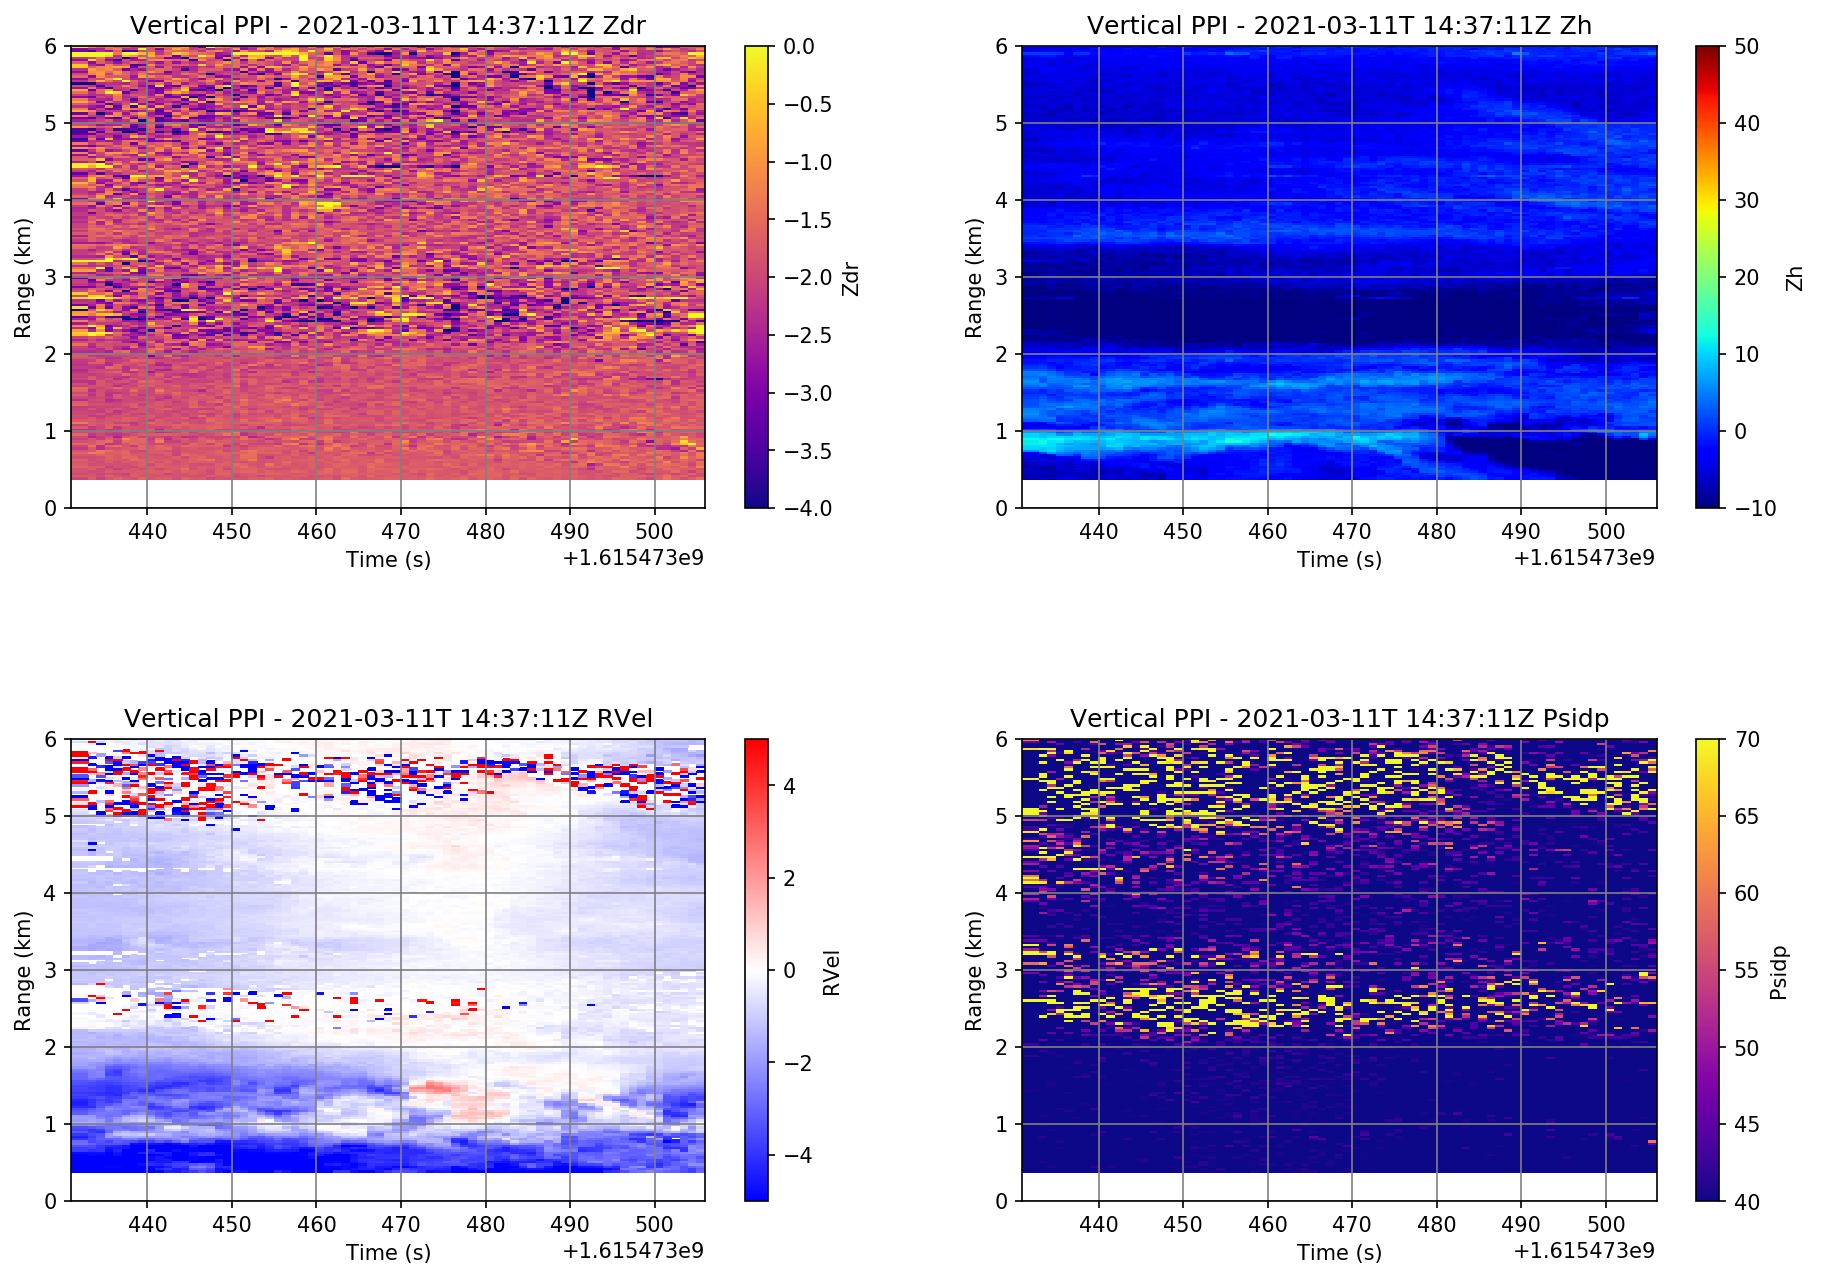 Vertical PPI - 2021-03-11T 14:37:11Z Zdr
6
5
4
3
2
1
0
Range (km)
440 450 460 470 480 490 500
Time (s)
+1.615473e9
0.0
−0.5
−1.0
−1.5
−2.0
−2.5
−3.0
−3.5
−4.0
Zdr
Vertical PPI - 2021-03-11T 14:37:11Z Zh
6
5
4
3
2
1
0
Range (km)
440 450 460 470 480 490 500
Time (s)
+1.615473e9
50
40
30
20
10
0
−10
Zh
Vertical PPI - 2021-03-11T 14:37:11Z RVel
6
5
4
3
2
1
0
Range (km)
440 450 460 470 480 490 500
Time (s)
+1.615473e9
4
2
0
−2
−4
RVel
Vertical PPI - 2021-03-11T 14:37:11Z Psidp
6
5
4
3
2
1
0
Range (km)
440 450 460 470 480 490 500
Time (s)
+1.615473e9
70
65
60
55
50
45
40
Psidp